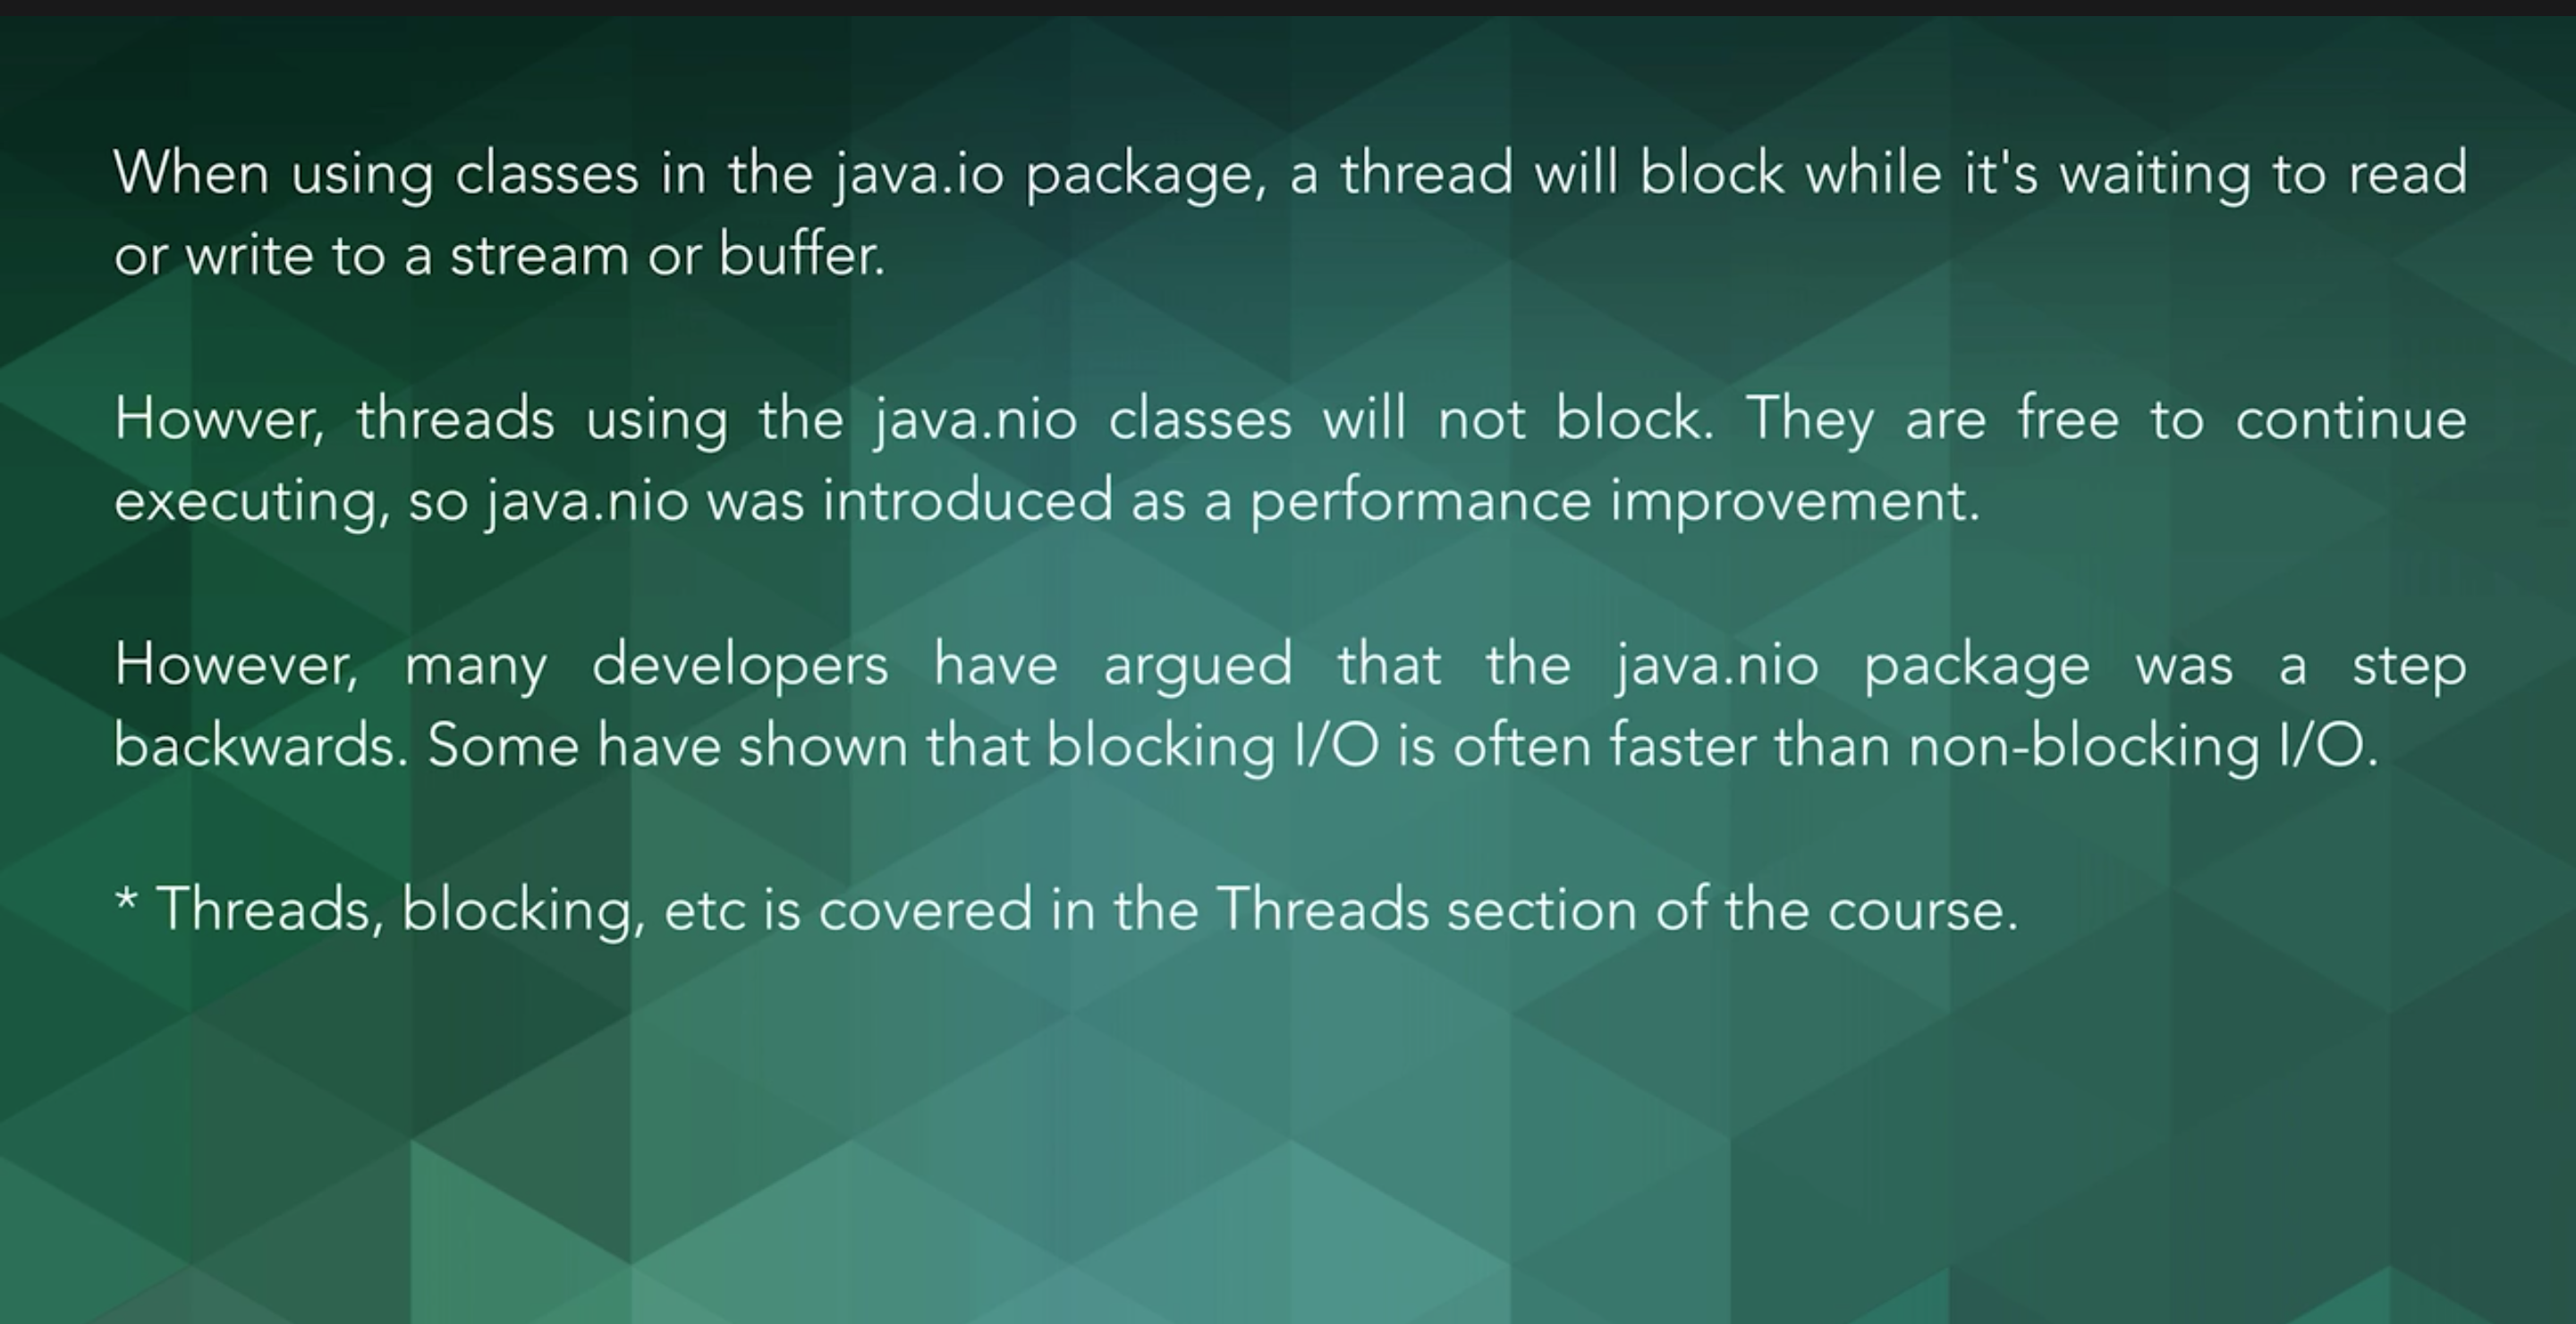 When using classes in the java.io package, a thread will block while it's waiting to read
or write to a stream or buffer.
Howver, threads using the java.nio classes will not block. They are free to continue
executing, so java.nio was introduced as a performance improvement.
However, many developers have argued that the java.nio package was a step
backwards. Some have shown that blocking I/O is often faster than non-blocking I/O.
* Threads, blocking, etc is covered in the Threads section of the course.